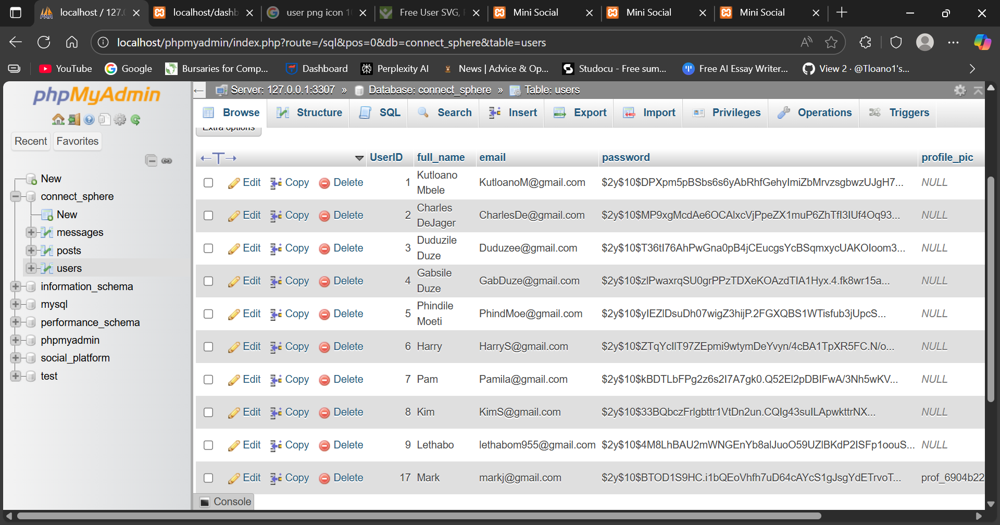 localhost / 127.0
localhost/dashb
user png icon 10
Free User SVG, F
Mini Social
Mini Social
Mini Social
localhost/phpmyadmin/index.php?route=/sql&pos=0&db=connect_sphere&table=users
YouTube
Google
Bursaries for Comp...
Dashboard
Perplexity AI
News | Advice & Op...
Studocu - Free sum...
Free AI Essay Writer...
View 2 · @Tloano1's...
phpMyAdmin
Recent Favorites
New
connect_sphere
New
messages
posts
users
information_schema
mysql
performance_schema
phpmyadmin
social_platform
test
Server: 127.0.0.1:3307 » Database: connect_sphere » Table: users
Browse Structure SQL Search Insert Export Import Privileges Operations Triggers
Extra options
UserID full_name email password profile_pic
Edit Copy Delete 1 Kutloano Mbele KutloanoM@gmail.com $2y$10$DPXpm5pBSbs6s6yAbRhfGehyImiZbMrvzsgbwzUJgH7... NULL
Edit Copy Delete 2 Charles DeJager CharlesDe@gmail.com $2y$10$MP9xgMcdAe6OCAlxcVjPpeZX1muP6ZhTfI3IUf4Oq93... NULL
Edit Copy Delete 3 Duduzile Duze Duduzee@gmail.com $2y$10$T36tI76AhPwGna0pB4jCEucgsYcBSqmxycUAKOIoom3... NULL
Edit Copy Delete 4 Gabsile Duze GabDuze@gmail.com $2y$10$zlPwaxrqSU0grPPzTDXeKOAzdTIA1Hyx.4.fk8wr15a... NULL
Edit Copy Delete 5 Phindile Moeti PhindMoe@gmail.com $2y$10$yIEZlDsuDh07wigZ3hijP.2FGXQBS1WTisfub3jUpcS... NULL
Edit Copy Delete 6 Harry HarryS@gmail.com $2y$10$ZTqYcIlT97ZEpmi9wtymDeYvyn/4cBA1TpXR5FC.N/o... NULL
Edit Copy Delete 7 Pam Pamila@gmail.com $2y$10$kBDTLbFPg2z6s2I7A7gk0.Q52El2pDBIFwA/3Nh5wKV... NULL
Edit Copy Delete 8 Kim KimS@gmail.com $2y$10$33BQbczFrlgbttr1VtDn2un.CQIg43suILApwkttrNX... NULL
Edit Copy Delete 9 Lethabo lethabom955@gmail.com $2y$10$4M8LhBAU2mWNGEnYb8alJuoO59UZlBKdP2ISFp1oouS... NULL
Edit Copy Delete 17 Mark markj@gmail.com $2y$10$BTOD1S9HC.i1bQEoVhfh7uD64cAYcS1gJsgYdETrvoT... prof_6904b22
Console